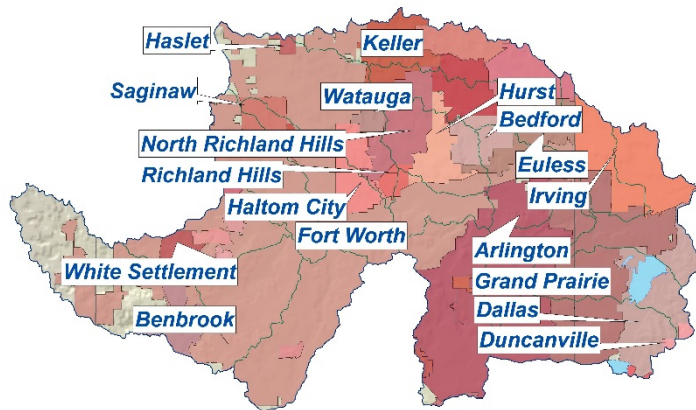 Haslet
Keller
Saginaw
Watauga
Hurst
Bedford
North Richland Hills
Euless
Richland Hills
Irving
Haltom City
Fort Worth
Arlington
White Settlement
Grand Prairie
Dallas
Benbrook
Duncanville